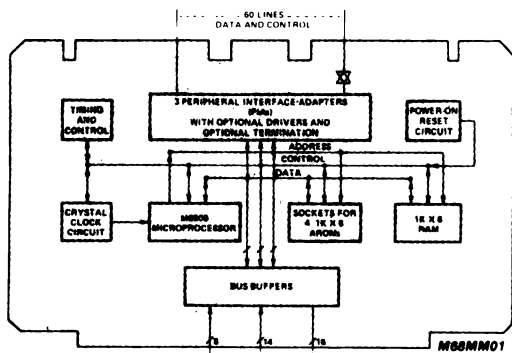 60 LINES
DATA AND CONTROL
3 PERIPHERAL INTERFACE-ADAPTERS
(PIAs)
WITH OPTIONAL DRIVERS AND
OPTIONAL TERMINATION
TIMING
AND
CONTROL
POWER-ON
RESET
CIRCUIT
ADDRESS
CONTROL
DATA
CRYSTAL
CLOCK
CIRCUIT
MICROPROCESSOR
SOCKETS FOR
4 1K X 8
AROMs
1K X 8
RAM
BUS BUFFERS
8
14
16
M68MM01